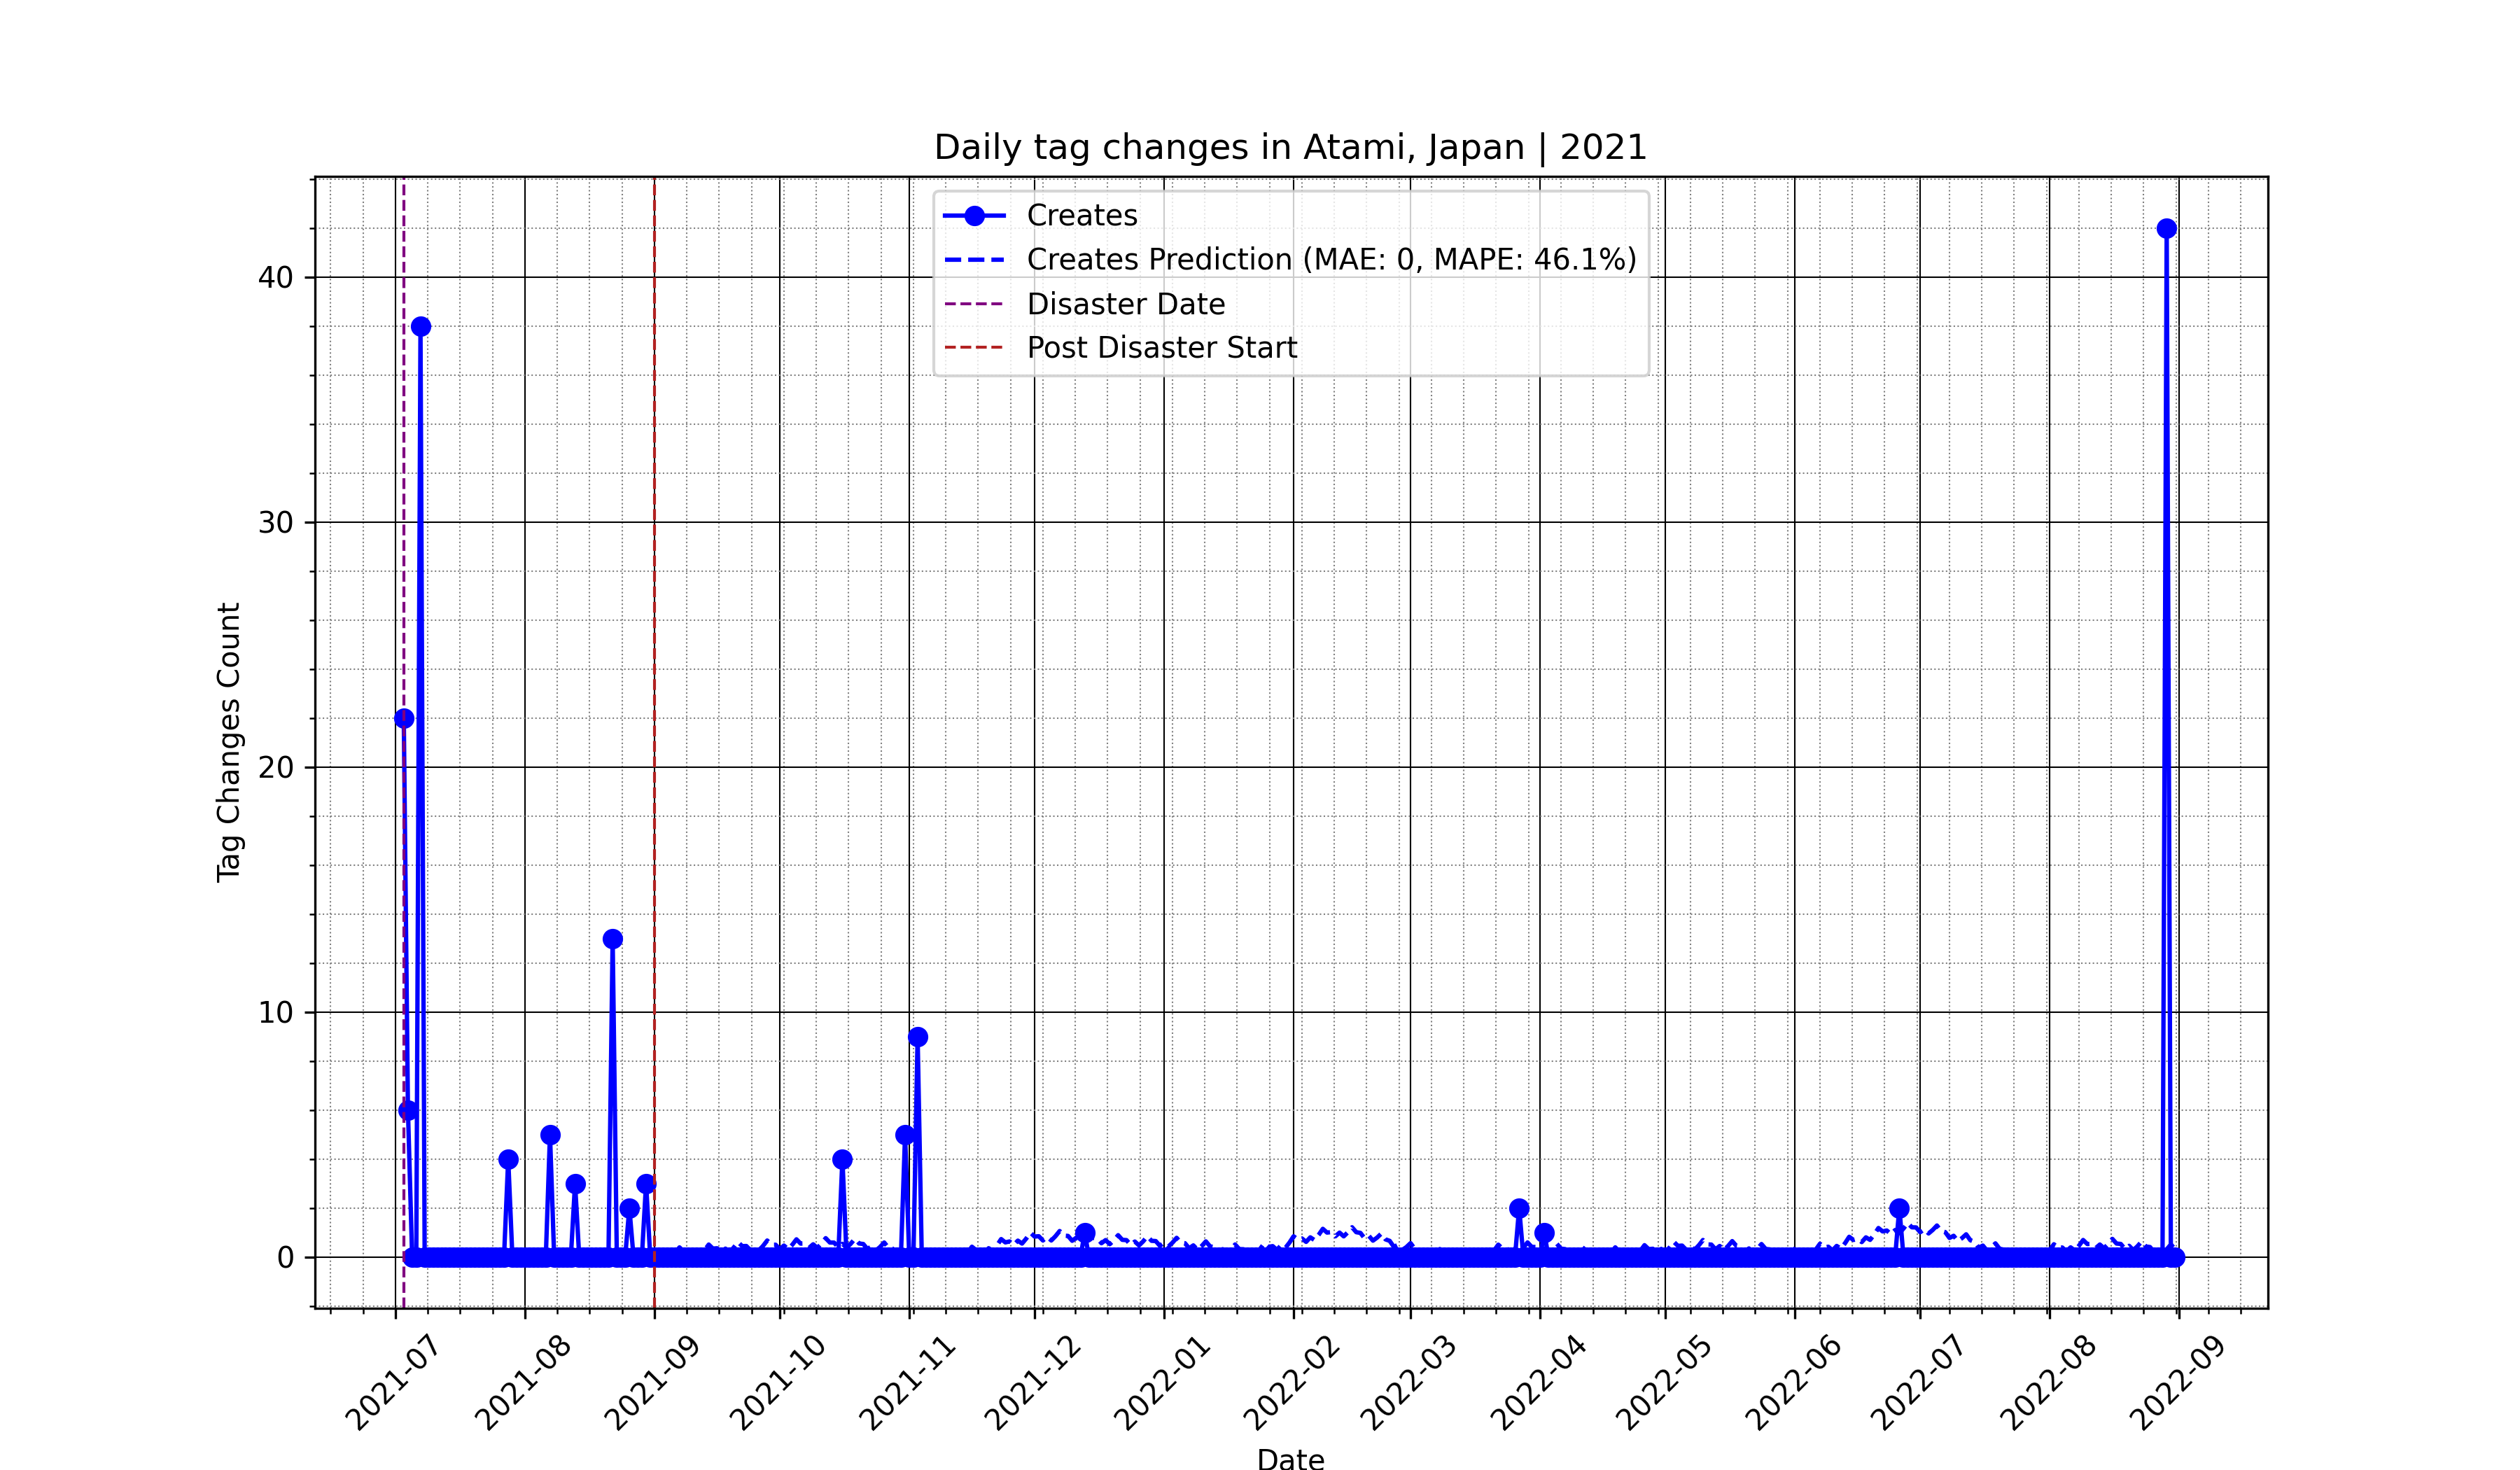 Daily tag changes in Atami, Japan | 2021
Creates
Creates Prediction (MAE: 0, MAPE: 46.1%)
Disaster Date
Post Disaster Start
Tag Changes Count
40
30
20
10
0
2021-07
2021-08
2021-09
2021-10
2021-11
2021-12
2022-01
2022-02
2022-03
2022-04
2022-05
2022-06
2022-07
2022-08
2022-09
Date